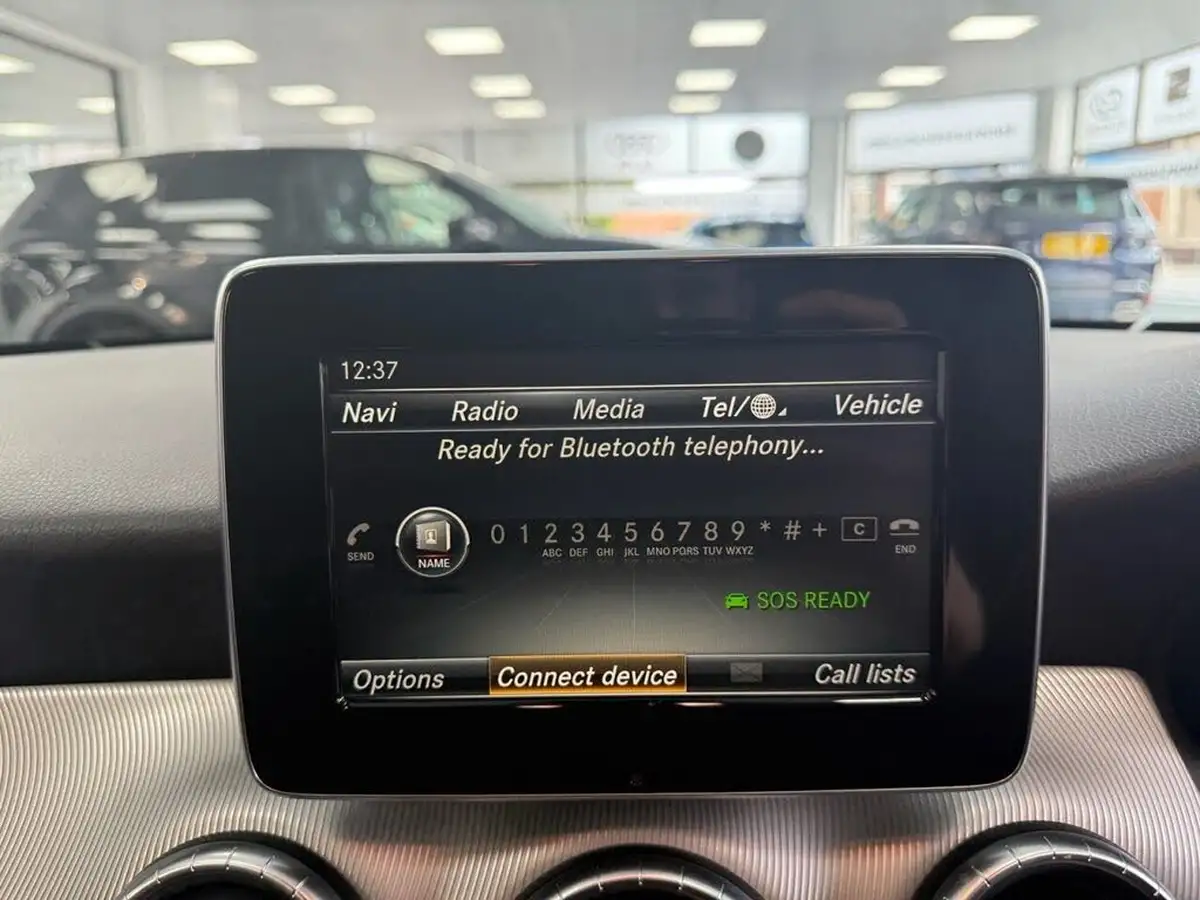 12:37
Navi Radio Media Tel/ Vehicle
Ready for Bluetooth telephony...
SEND NAME 0 1 2 3 4 5 6 7 8 9 * # + C END
ABC DEF GHI JKL MNO PQRS TUV WXYZ
SOS READY
Options Connect device Call lists